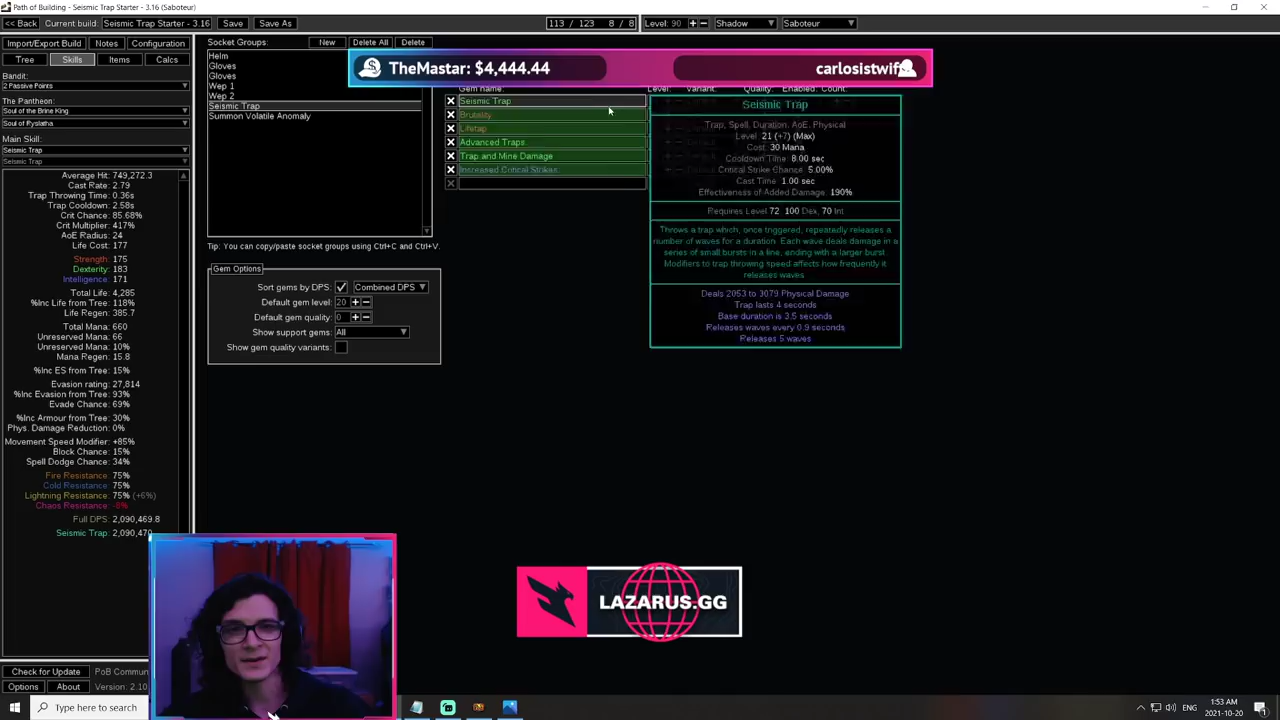 Path of Building - Seismic Trap Starter - 3.16 (Saboteur)
<< Back Current build: Seismic Trap Starter - 3.16 Save Save As 113 / 123 8 / 8 Level: 90 + − Shadow Saboteur
Import/Export Build Notes Configuration
Tree Skills Items Calcs
Bandit:
2 Passive Points
The Pantheon:
Soul of the Brine King
Soul of Ryslatha
Main Skill:
Seismic Trap
Seismic Trap
Average Hit: 749,272.3
Cast Rate: 2.79
Trap Throwing Time: 0.36s
Trap Cooldown: 2.58s
Crit Chance: 85.68%
Crit Multiplier: 417%
AoE Radius: 24
Life Cost: 177
Strength: 175
Dexterity: 183
Intelligence: 171
Total Life: 4,285
%Inc Life from Tree: 118%
Life Regen: 385.7
Total Mana: 660
Unreserved Mana: 66
Unreserved Mana: 10%
Mana Regen: 15.8
%Inc ES from Tree: 15%
Evasion rating: 27,814
%Inc Evasion from Tree: 93%
Evade Chance: 69%
%Inc Armour from Tree: 30%
Phys. Damage Reduction: 0%
Movement Speed Modifier: +85%
Block Chance: 15%
Spell Dodge Chance: 34%
Fire Resistance: 75%
Cold Resistance: 75%
Lightning Resistance: 75% (+6%)
Chaos Resistance: -8%
Full DPS: 2,090,469.8
Seismic Trap: 2,090,470
Check for Update PoB Commun
Options About Version: 2.10
Socket Groups: New Delete All Delete
Helm
Gloves
Gloves
Wep 1
Wep 2
Seismic Trap
Summon Volatile Anomaly
Tip: You can copy/paste socket groups using Ctrl+C and Ctrl+V.
Gem Options
Sort gems by DPS: Combined DPS
Default gem level: 20 + −
Default gem quality: 0 + −
Show support gems: All
Show gem quality variants:
TheMastar: $4,444.44
carlosistwif
Gem name: Level: Variant: Quality: Enabled: Count:
Seismic Trap
Brutality
Lifetap
Advanced Traps
Trap and Mine Damage
Increased Critical Strikes
Seismic Trap
Trap, Spell, Duration, AoE, Physical
Level: 21 (+7) (Max)
Cost: 30 Mana
Cooldown Time: 8.00 sec
Critical Strike Chance: 5.00%
Cast Time: 1.00 sec
Effectiveness of Added Damage: 190%
Requires Level 72, 100 Dex, 70 Int
Throws a trap which, once triggered, repeatedly releases a
number of waves for a duration. Each wave deals damage in a
series of small bursts in a line, ending with a larger burst.
Modifiers to trap throwing speed affects how frequently it
releases waves.
Deals 2053 to 3079 Physical Damage
Trap lasts 4 seconds
Base duration is 3.5 seconds
Releases waves every 0.9 seconds
Releases 5 waves
LAZARUS.GG
Type here to search
ENG
1:53 AM
2021-10-20